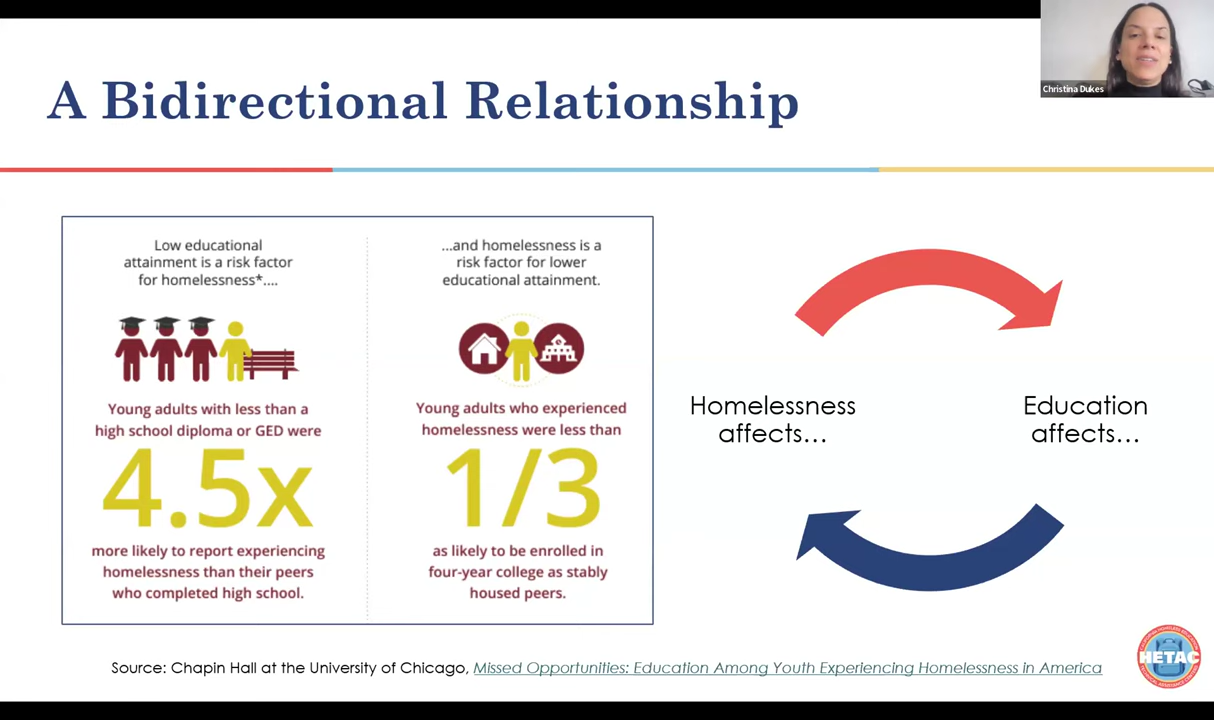 A Bidirectional Relationship
Christina Dukes
Low educational
attainment is a risk factor
for homelessness*....
Young adults with less than a
high school diploma or GED were
4.5x
more likely to report experiencing
homelessness than their peers
who completed high school.
...and homelessness is a
risk factor for lower
educational attainment.
Young adults who experienced
homelessness were less than
1/3
as likely to be enrolled in
four-year college as stably
housed peers.
Homelessness
affects…
Education
affects…
Source: Chapin Hall at the University of Chicago, Missed Opportunities: Education Among Youth Experiencing Homelessness in America
HETAC